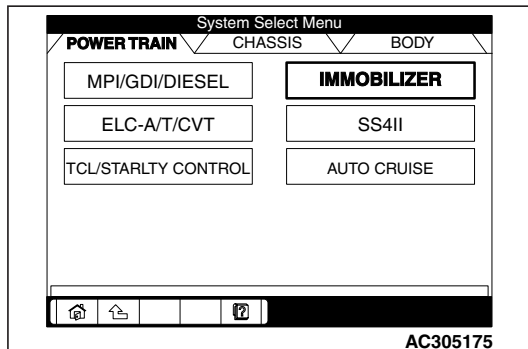 System Select Menu
POWER TRAIN CHASSIS BODY
MPI/GDI/DIESEL IMMOBILIZER
ELC-A/T/CVT SS4II
TCL/STARLTY CONTROL AUTO CRUISE
AC305175